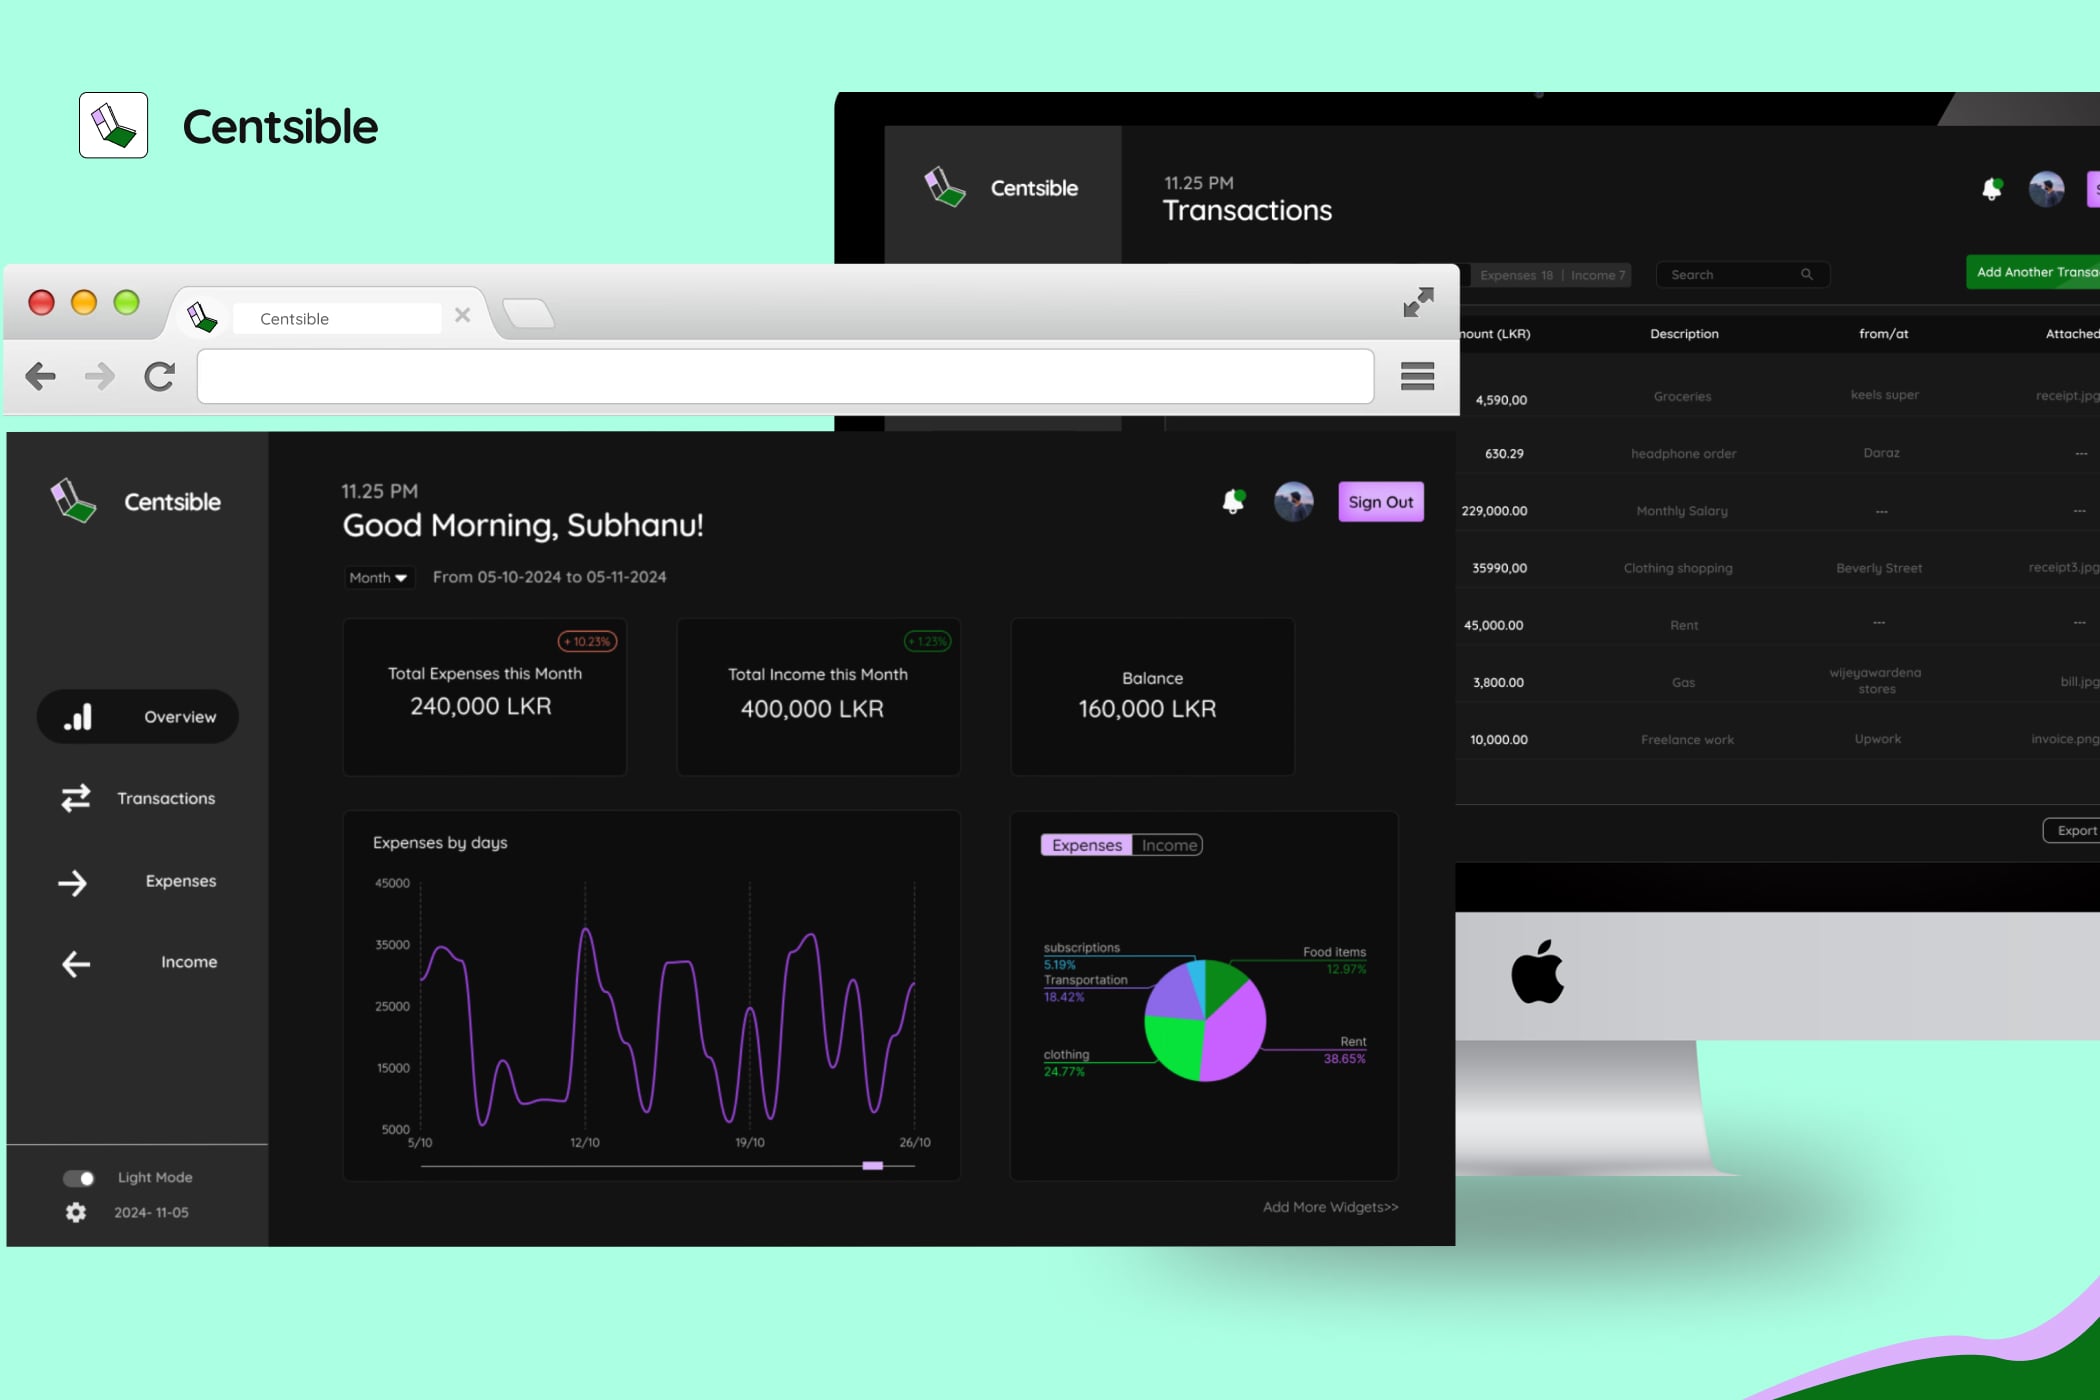 Centsible
Centsible
11.25 PM
Transactions
Expenses 18 | Income 7
Search
Add Another Transa
mount (LKR)
Description
from/at
Attached
4,590,00
Groceries
keels super
receipt.jpg
630.29
headphone order
Daraz
---
229,000.00
Monthly Salary
---
---
35990,00
Clothing shopping
Beverly Street
receipt3.jpg
45,000.00
Rent
---
---
3,800.00
Gas
wijeyawardena
stores
bill.jpg
10,000.00
Freelance work
Upwork
invoice.png
Export
Centsible
Centsible
Overview
Transactions
Expenses
Income
Light Mode
2024- 11-05
11.25 PM
Good Morning, Subhanu!
Sign Out
Month
From 05-10-2024 to 05-11-2024
+ 10.23%
Total Expenses this Month
240,000 LKR
+ 1.23%
Total Income this Month
400,000 LKR
Balance
160,000 LKR
Expenses by days
45000
35000
25000
15000
5000
5/10
12/10
19/10
26/10
Expenses
Income
subscriptions
5.19%
Transportation
18.42%
clothing
24.77%
Food items
12.97%
Rent
38.65%
Add More Widgets>>